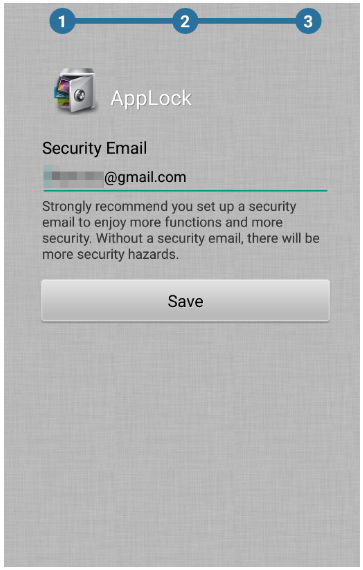 1 2 3
AppLock
Security Email
@gmail.com
Strongly recommend you set up a security
email to enjoy more functions and more
security. Without a security email, there will be
more security hazards.
Save